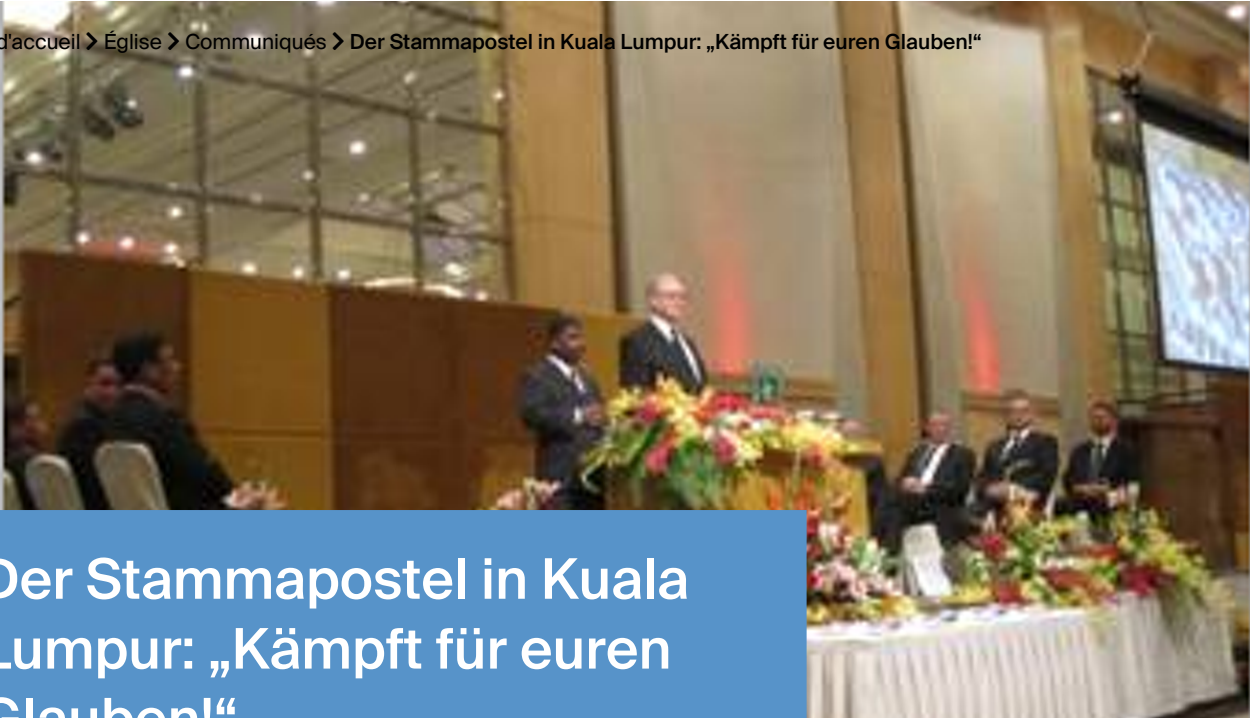 d'accueil > Église > Communiqués > Der Stammapostel in Kuala Lumpur: „Kämpft für euren Glauben!“
Der Stammapostel in Kuala
Lumpur: „Kämpft für euren
Glauben!“